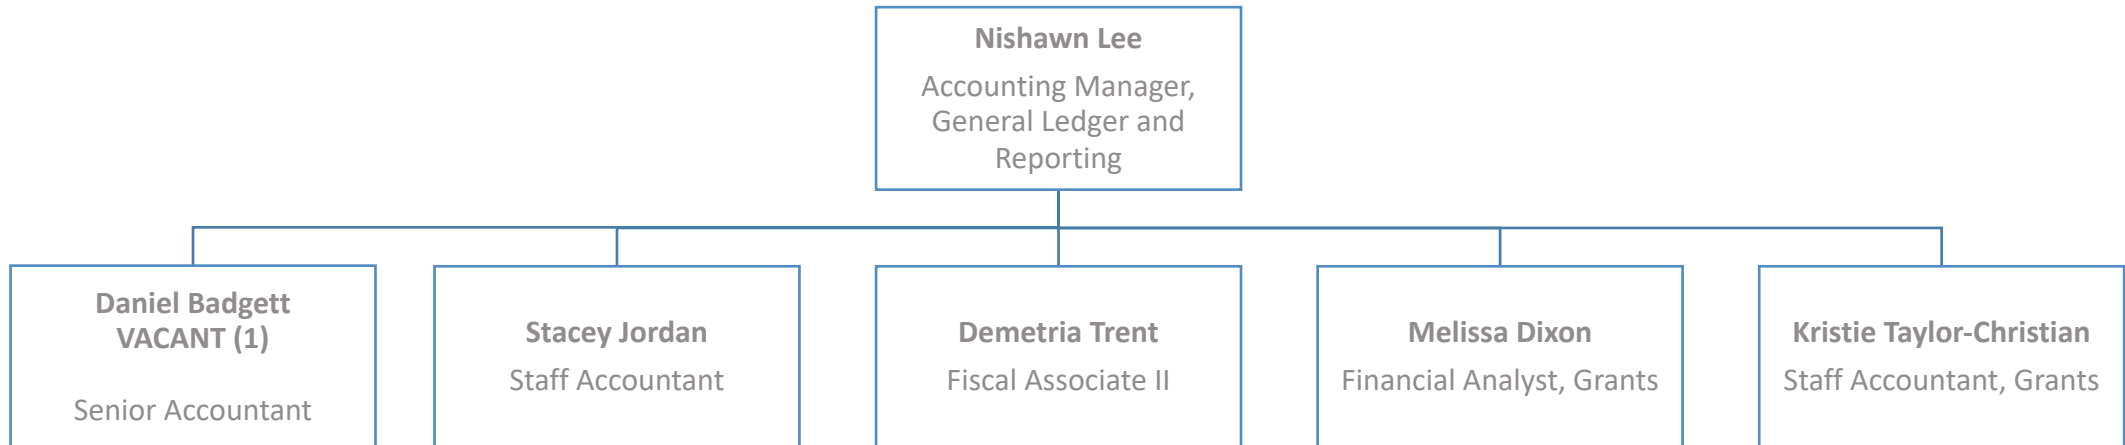 Nishawn Lee
Accounting Manager,
General Ledger and
Reporting
Daniel Badgett
VACANT (1)
Senior Accountant
Stacey Jordan
Staff Accountant
Demetria Trent
Fiscal Associate II
Melissa Dixon
Financial Analyst, Grants
Kristie Taylor-Christian
Staff Accountant, Grants